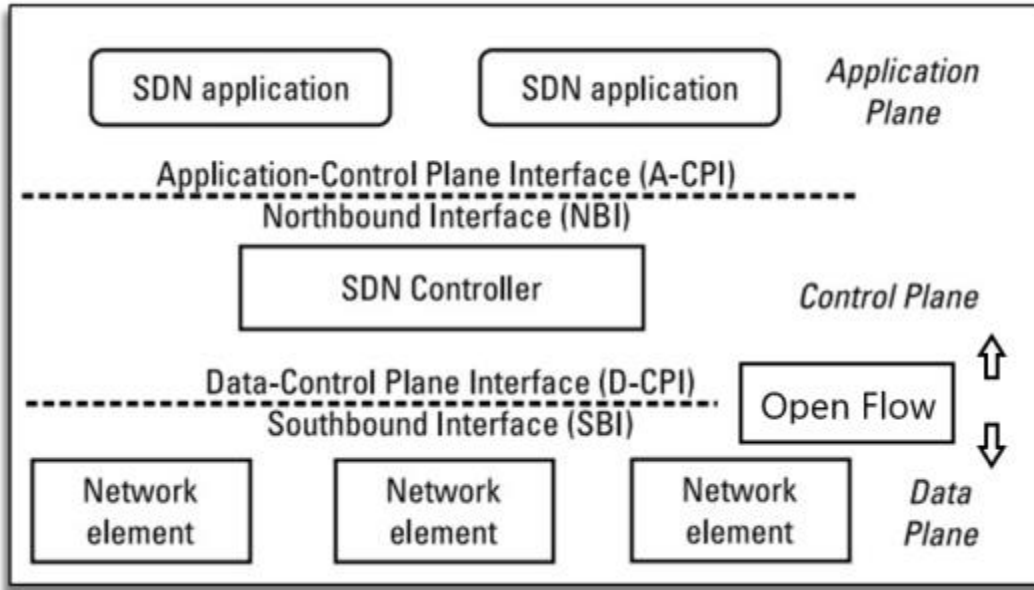 SDN application
SDN application
Application
Plane
Application-Control Plane Interface (A-CPI)
Northbound Interface (NBI)
SDN Controller
Control Plane
Data-Control Plane Interface (D-CPI)
Southbound Interface (SBI)
Open Flow
Network
element
Network
element
Network
element
Data
Plane